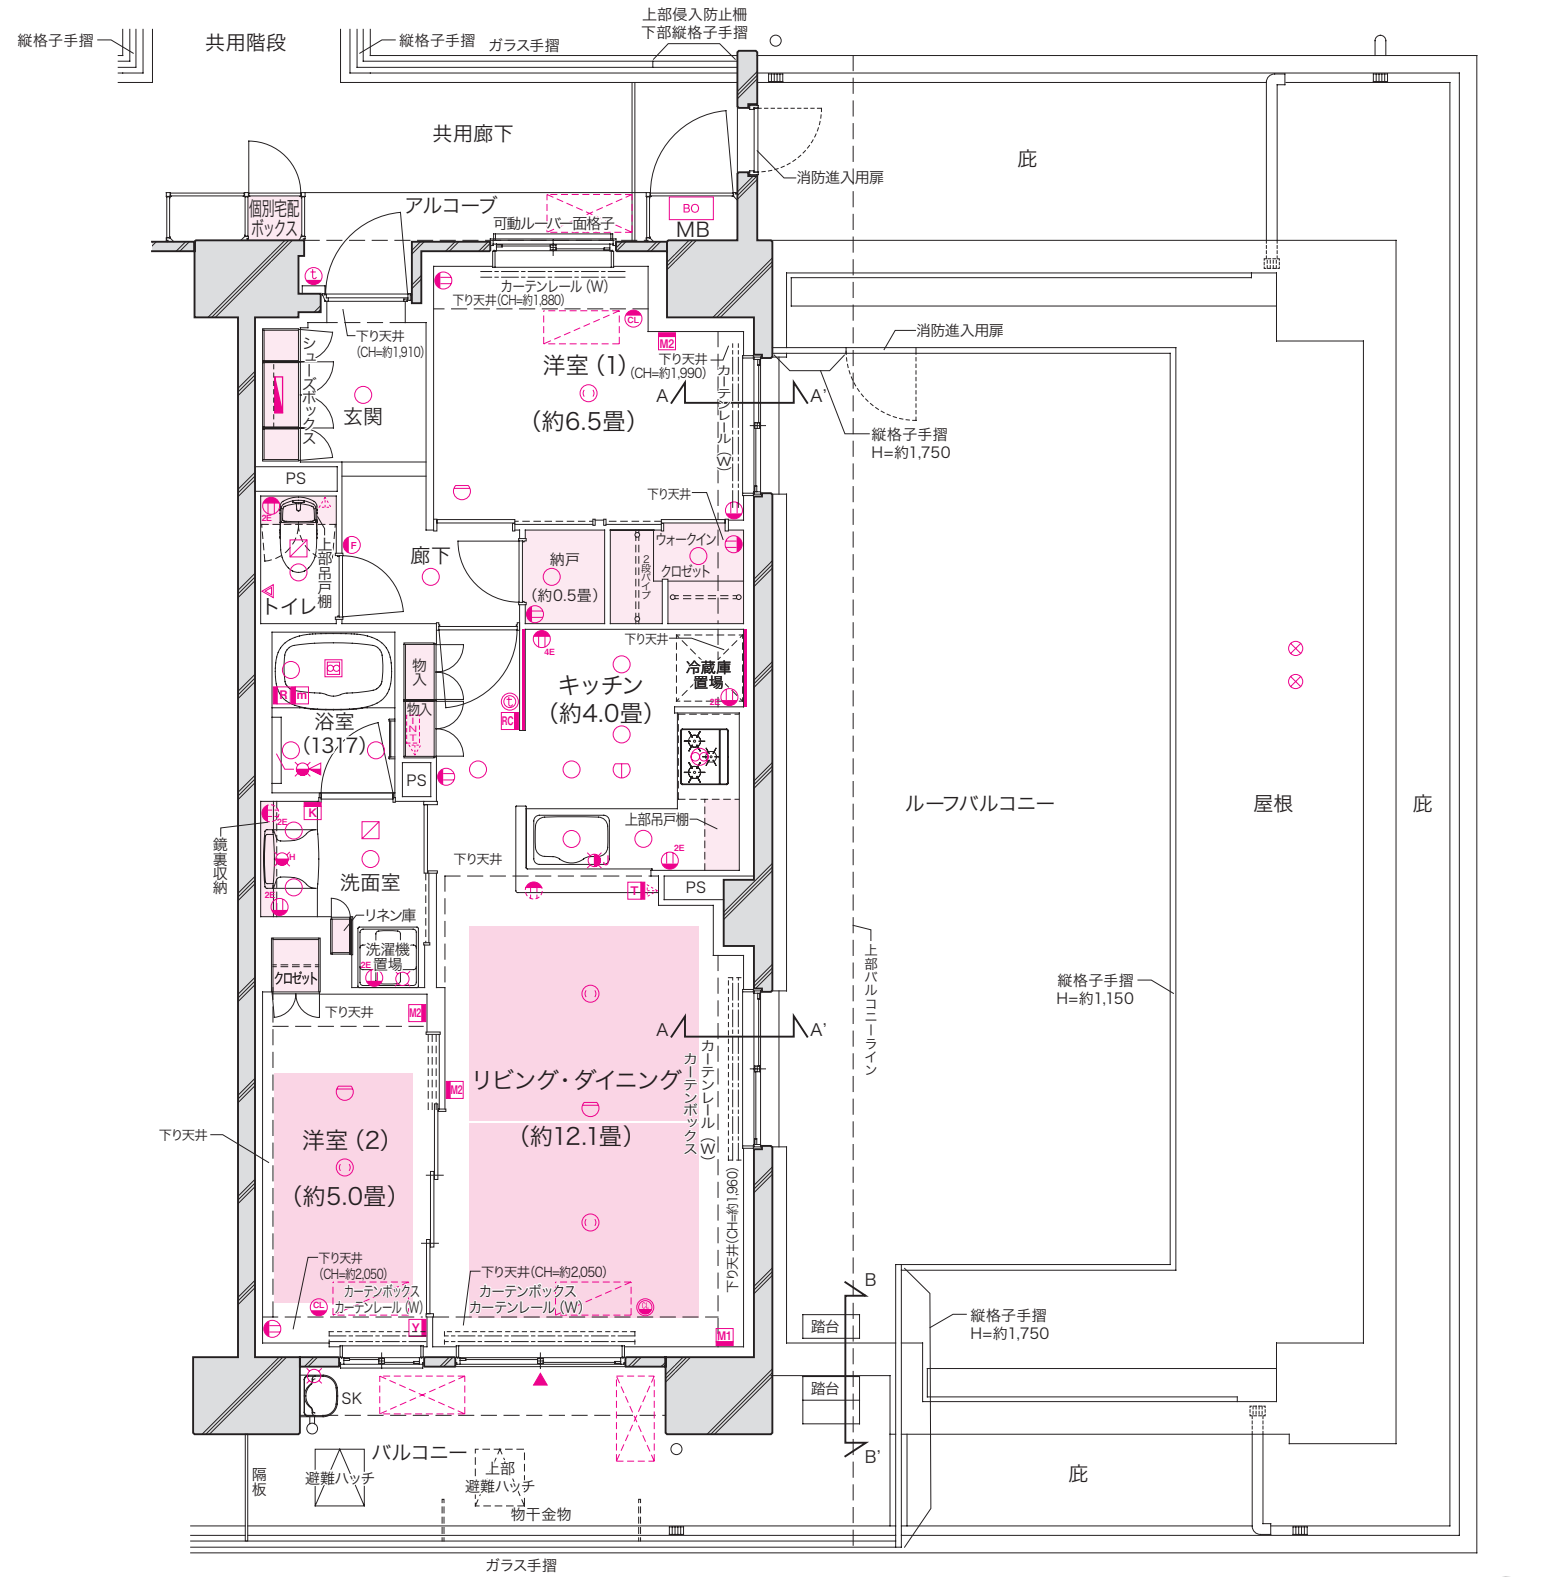 上部侵入防止柵
下部縦格子手摺
縦格子手摺
共用階段
縦格子手摺
ガラス手摺
共用廊下
庇
消防進入用扉
個別宅配
ボックス
アルコーブ
可動ルーバー面格子
BO
MB
t
カーテンレール(W)
下り天井(CH=約1,880)
CL
下り天井
(CH=約1,910)
シューズボックス
玄関
M2
洋室(1)
下り天井
(CH=約1,990)
カーテンレール(W)
(約6.5畳)
A
A'
消防進入用扉
縦格子手摺
H=約1,750
PS
2E
上部吊戸棚
トイレ
F
廊下
納戸
(約0.5畳)
下り天井
ウォークイン
クロゼット
2段パイプ
4E
下り天井
冷蔵庫
置場
2E
物入
物入
キッチン
(約4.0畳)
t
RC
R
m
浴室
(1317)
PS
K
2E
H
2E
鏡裏収納
洗面室
リネン庫
洗濯機
置場
2E
クロゼット
下り天井
上部吊戸棚
J
2E
T
PS
ルーフバルコニー
屋根
庇
上部バルコニーライン
縦格子手摺
H=約1,150
下り天井
M2
M2
A
A'
リビング・ダイニング
(約12.1畳)
カーテンボックス
カーテンレール(W)
下り天井(CH=約1,960)
下り天井
洋室(2)
(約5.0畳)
下り天井
(CH=約2,050)
カーテンボックス
カーテンレール(W)
CL
Y
下り天井(CH=約2,050)
カーテンボックス
カーテンレール(W)
M1
B
踏台
踏台
B'
縦格子手摺
H=約1,750
SK
バルコニー
隔板
避難ハッチ
上部
避難ハッチ
物干金物
庇
ガラス手摺